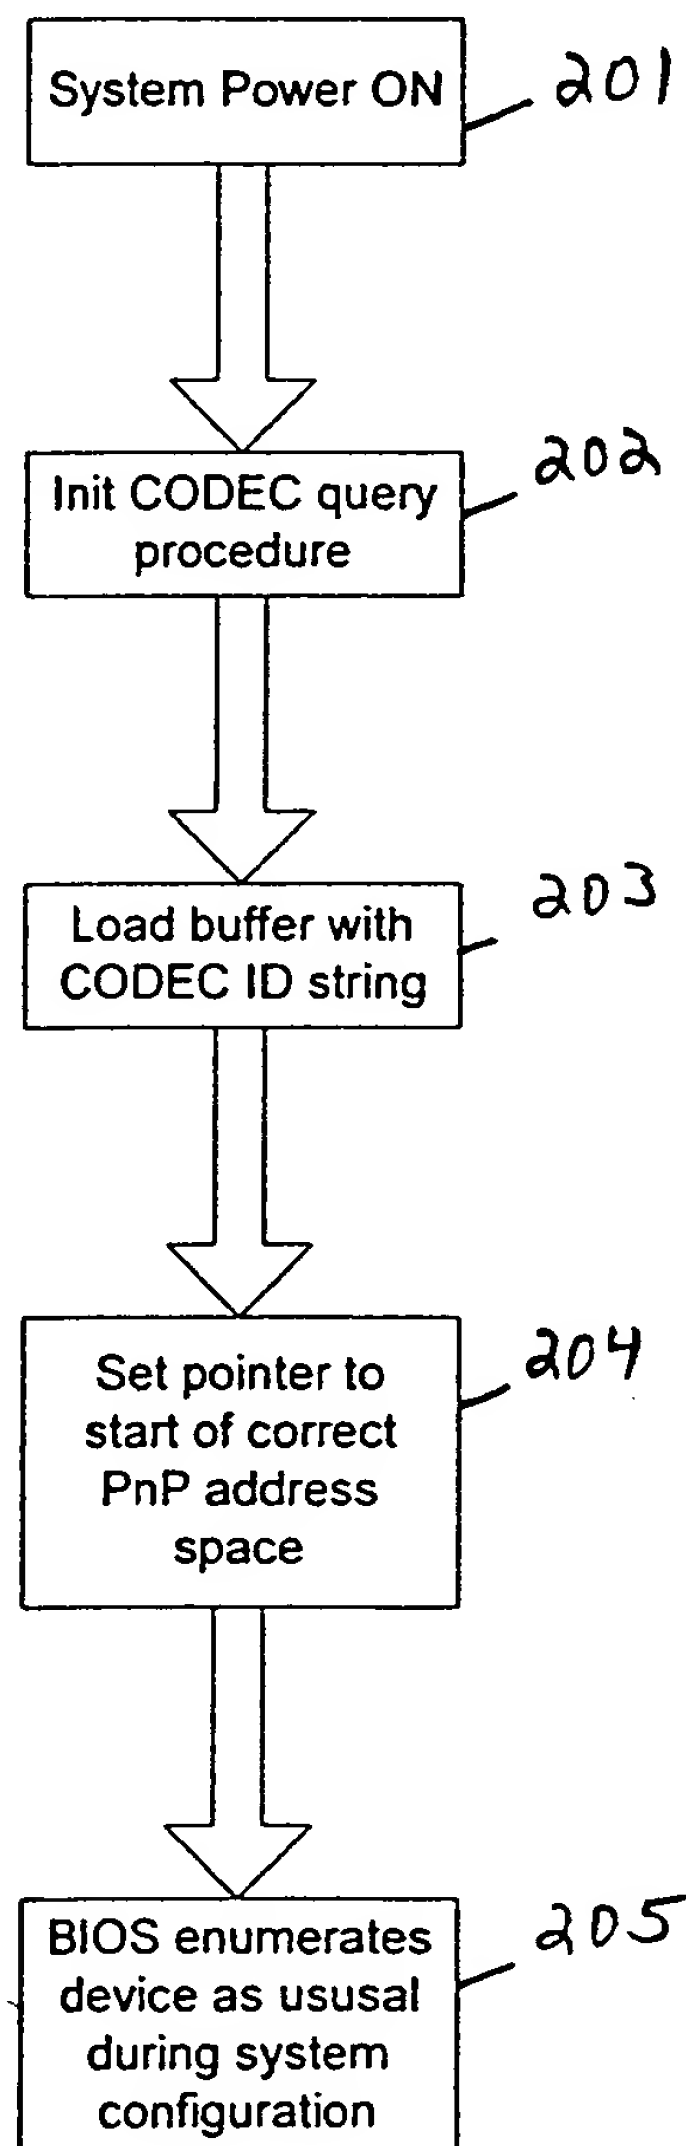 System Power ON
201
Init CODEC query
procedure
202
Load buffer with
CODEC ID string
203
Set pointer to
start of correct
PnP address
space
204
BIOS enumerates
device as ususal
during system
configuration
205